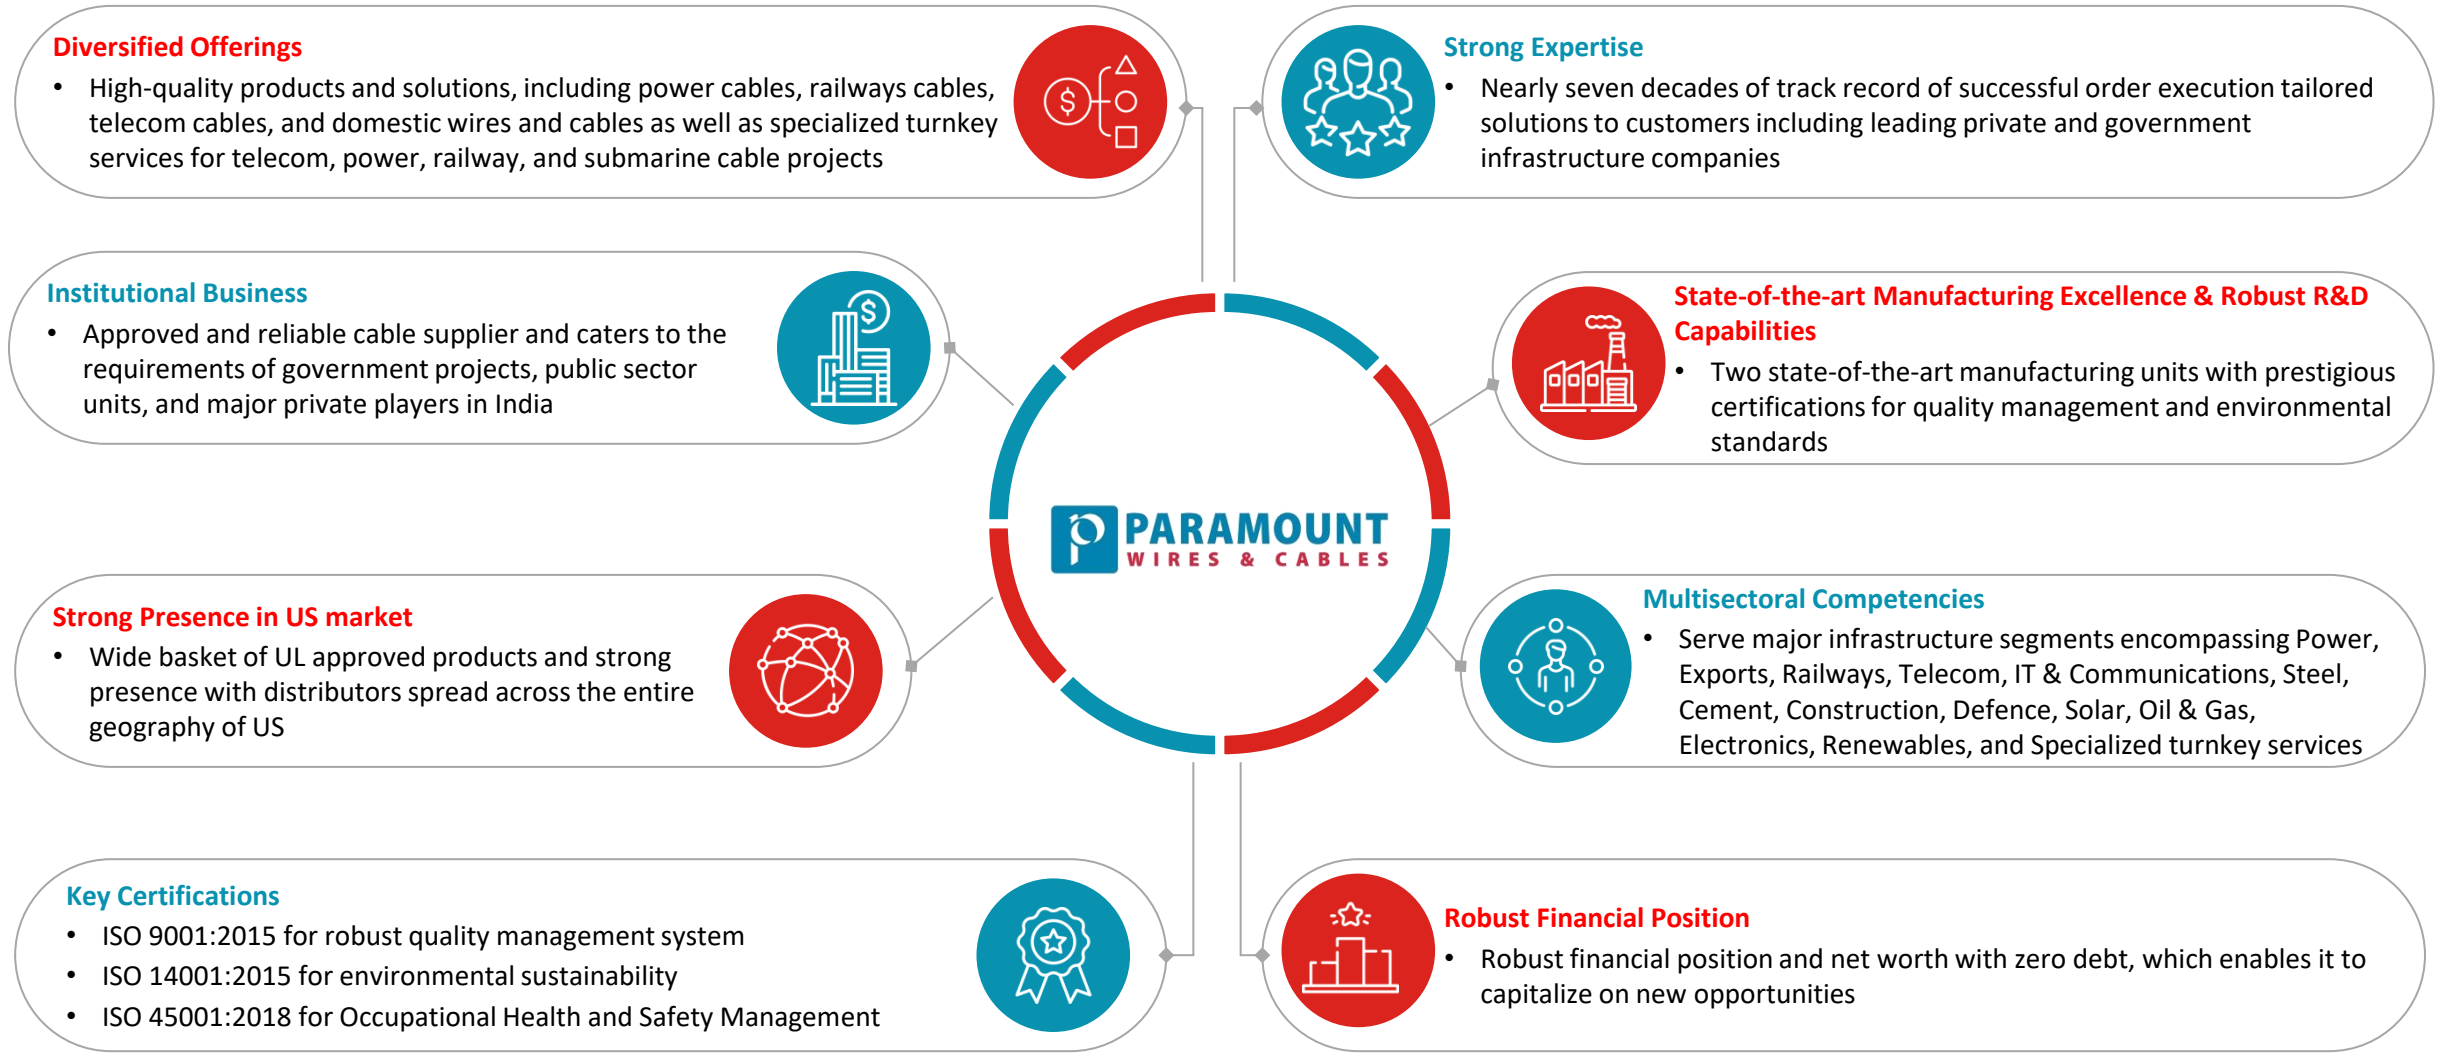 Diversified Offerings
• High-quality products and solutions, including power cables, railways cables,
telecom cables, and domestic wires and cables as well as specialized turnkey
services for telecom, power, railway, and submarine cable projects
Strong Expertise
• Nearly seven decades of track record of successful order execution tailored
solutions to customers including leading private and government
infrastructure companies
Institutional Business
• Approved and reliable cable supplier and caters to the
requirements of government projects, public sector
units, and major private players in India
State-of-the-art Manufacturing Excellence & Robust R&D
Capabilities
• Two state-of-the-art manufacturing units with prestigious
certifications for quality management and environmental
standards
PARAMOUNT
WIRES & CABLES
Strong Presence in US market
• Wide basket of UL approved products and strong
presence with distributors spread across the entire
geography of US
Multisectoral Competencies
• Serve major infrastructure segments encompassing Power,
Exports, Railways, Telecom, IT & Communications, Steel,
Cement, Construction, Defence, Solar, Oil & Gas,
Electronics, Renewables, and Specialized turnkey services
Key Certifications
• ISO 9001:2015 for robust quality management system
• ISO 14001:2015 for environmental sustainability
• ISO 45001:2018 for Occupational Health and Safety Management
Robust Financial Position
• Robust financial position and net worth with zero debt, which enables it to
capitalize on new opportunities